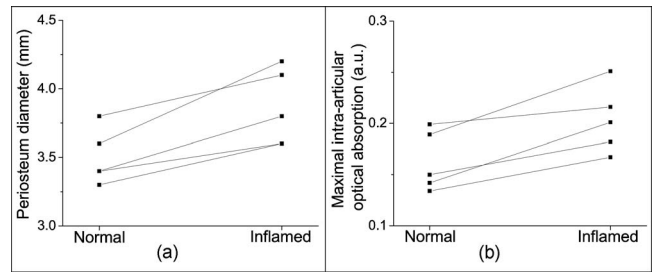 Periosteum diameter (mm)
4.5
4.0
3.5
3.0
Normal
Inflamed
(a)
Maximal intra-articular
optical absorption (a.u.)
0.3
0.2
0.1
Normal
Inflamed
(b)